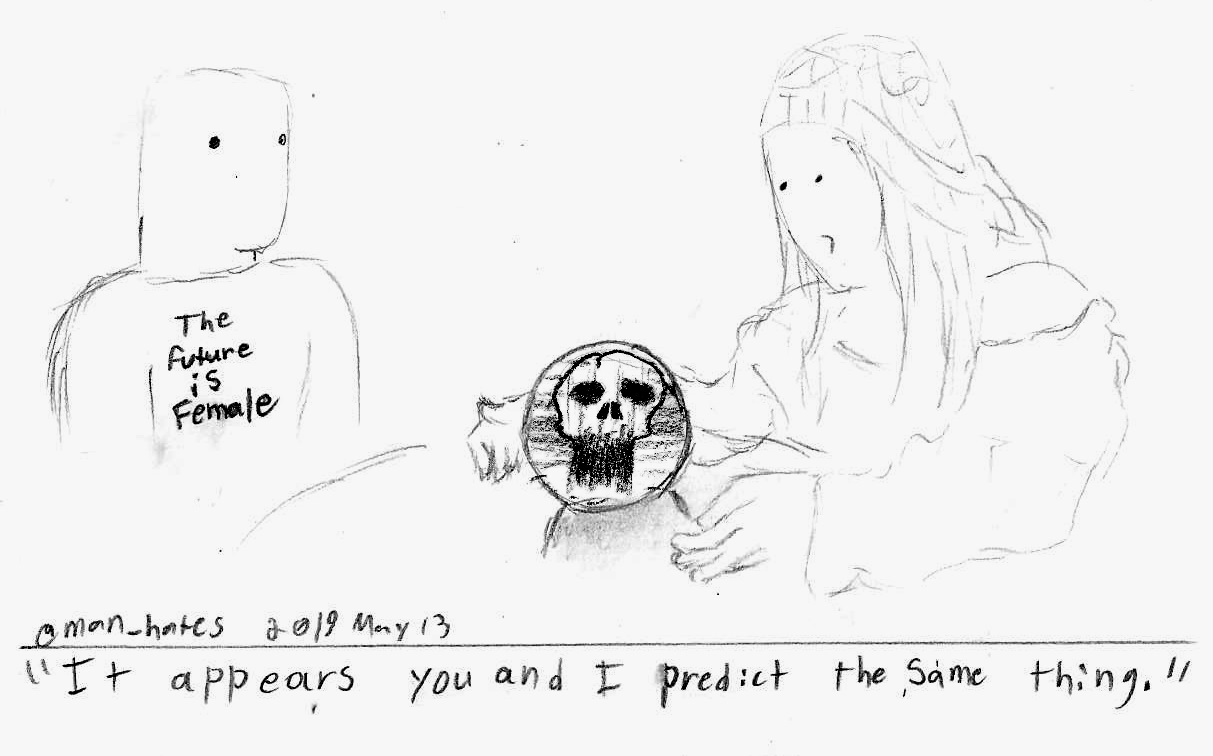 The
future
is
Female
@man_hates 2019 May 13
"It appears you and I predict the same thing."